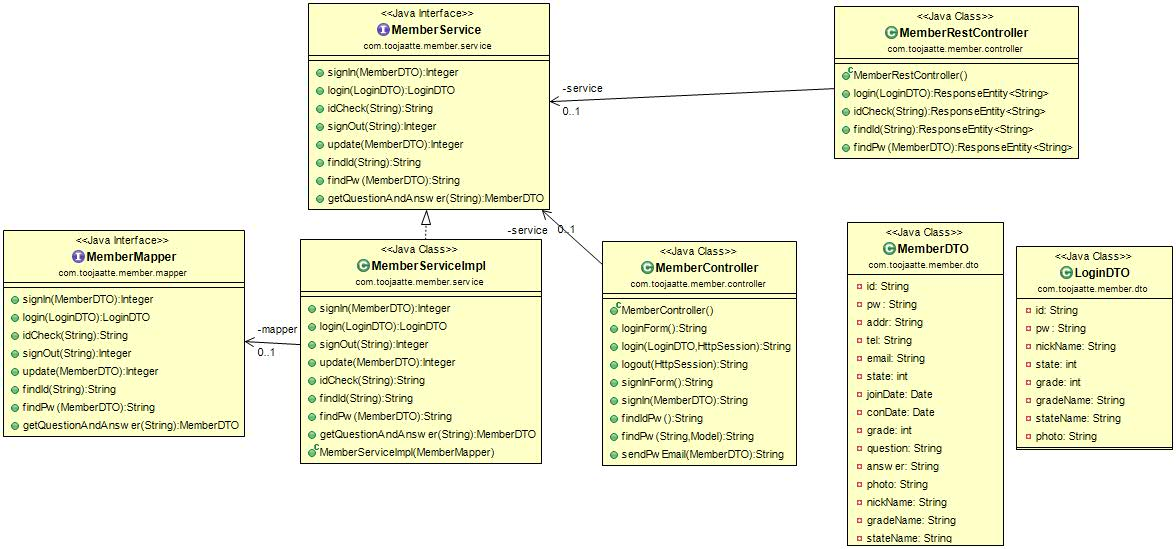 <<Java Interface>>
MemberService
com.toojaatte.member.service
signIn(MemberDTO):Integer
login(LoginDTO):LoginDTO
idCheck(String):String
signOut(String):Integer
update(MemberDTO):Integer
findId(String):String
findPw(MemberDTO):String
getQuestionAndAnswer(String):MemberDTO
<<Java Class>>
MemberRestController
com.toojaatte.member.controller
MemberRestController()
login(LoginDTO):ResponseEntity<String>
idCheck(String):ResponseEntity<String>
findId(String):ResponseEntity<String>
findPw(MemberDTO):ResponseEntity<String>
-service
0..1
-service 0..1
<<Java Interface>>
MemberMapper
com.toojaatte.member.mapper
signIn(MemberDTO):Integer
login(LoginDTO):LoginDTO
idCheck(String):String
signOut(String):Integer
update(MemberDTO):Integer
findId(String):String
findPw(MemberDTO):String
getQuestionAndAnswer(String):MemberDTO
-mapper
0..1
<<Java Class>>
MemberServiceImpl
com.toojaatte.member.service
signIn(MemberDTO):Integer
login(LoginDTO):LoginDTO
signOut(String):Integer
update(MemberDTO):Integer
idCheck(String):String
findId(String):String
findPw(MemberDTO):String
getQuestionAndAnswer(String):MemberDTO
MemberServiceImpl(MemberMapper)
<<Java Class>>
MemberController
com.toojaatte.member.controller
MemberController()
loginForm():String
login(LoginDTO,HttpSession):String
logout(HttpSession):String
signInForm():String
signIn(MemberDTO):String
findIdPw():String
findPw(String,Model):String
sendPwEmail(MemberDTO):String
<<Java Class>>
MemberDTO
com.toojaatte.member.dto
id: String
pw: String
addr: String
tel: String
email: String
state: int
joinDate: Date
conDate: Date
grade: int
question: String
answer: String
photo: String
nickName: String
gradeName: String
stateName: String
<<Java Class>>
LoginDTO
com.toojaatte.member.dto
id: String
pw: String
nickName: String
state: int
grade: int
gradeName: String
stateName: String
photo: String